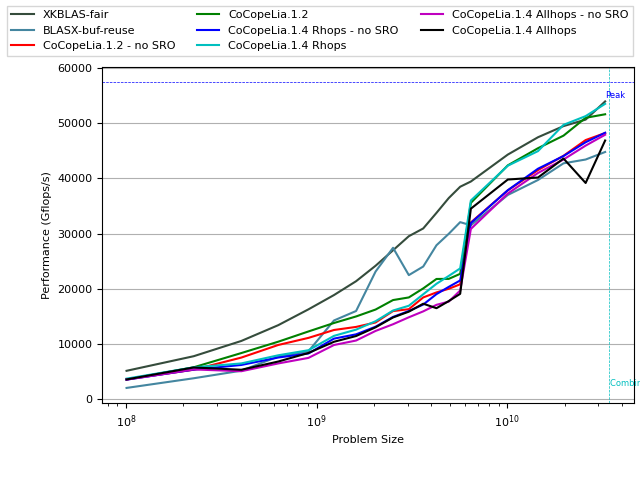 XKBLAS-fair
BLASX-buf-reuse
CoCopeLia.1.2 - no SRO
CoCopeLia.1.2
CoCopeLia.1.4 Rhops - no SRO
CoCopeLia.1.4 Rhops
CoCopeLia.1.4 Allhops - no SRO
CoCopeLia.1.4 Allhops
60000
50000
40000
30000
20000
10000
0
Performance (Gflops/s)
Peak
Combin
10⁸
10⁹
10¹⁰
Problem Size